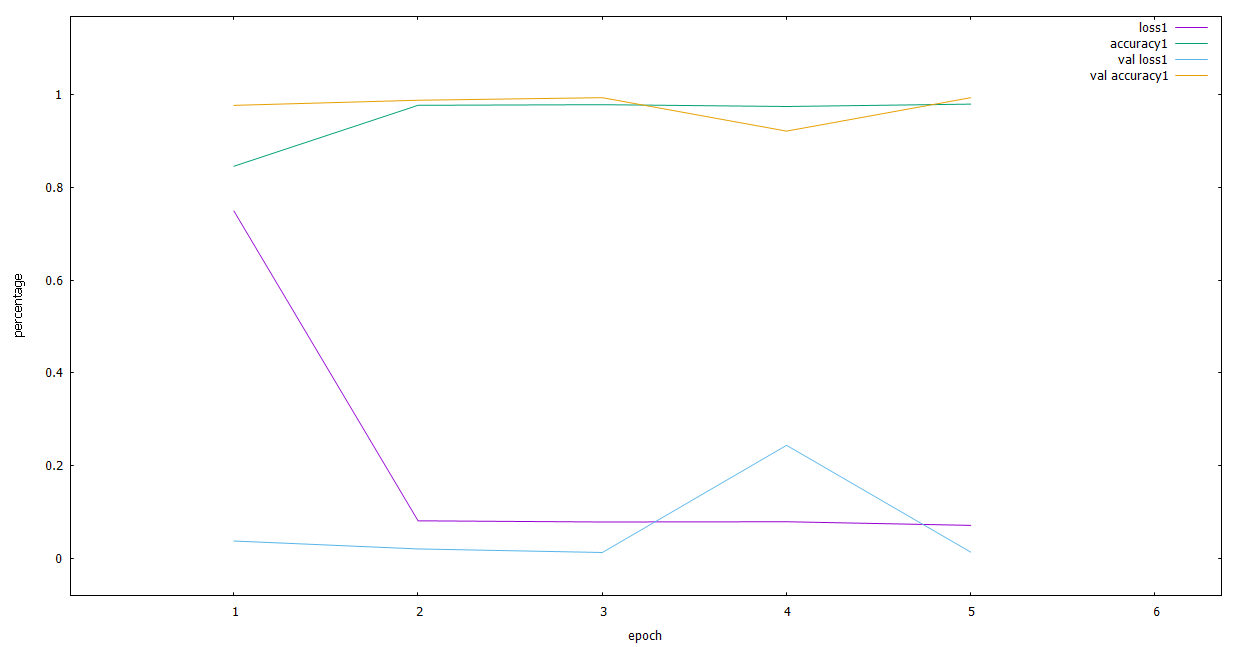 loss1
accuracy1
val loss1
val accuracy1
1
0.8
0.6
0.4
0.2
0
percentage
1 2 3 4 5 6
epoch